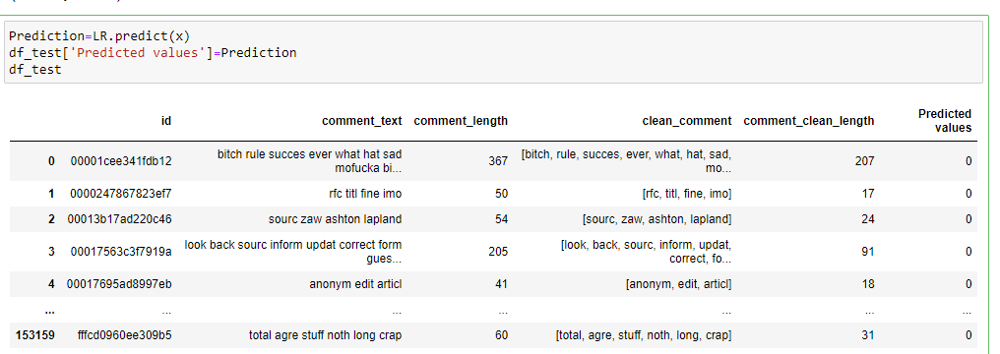 Prediction=LR.predict(x)
df_test['Predicted values']=Prediction
df_test
id comment_text comment_length clean_comment comment_clean_length Predicted values
0 00001cee341fdb12 bitch rule succes ever what hat sad mofucka bi... 367 [bitch, rule, succes, ever, what, hat, sad, mo... 207 0
1 0000247867823ef7 rfc titl fine imo 50 [rfc, titl, fine, imo] 17 0
2 00013b17ad220c46 sourc zaw ashton lapland 54 [sourc, zaw, ashton, lapland] 24 0
3 00017563c3f7919a look back sourc inform updat correct form gues... 205 [look, back, sourc, inform, updat, correct, fo... 91 0
4 00017695ad8997eb anonym edit articl 41 [anonym, edit, articl] 18 0
... ... ... ... ... ... ...
153159 fffcd0960ee309b5 total agre stuff noth long crap 60 [total, agre, stuff, noth, long, crap] 31 0